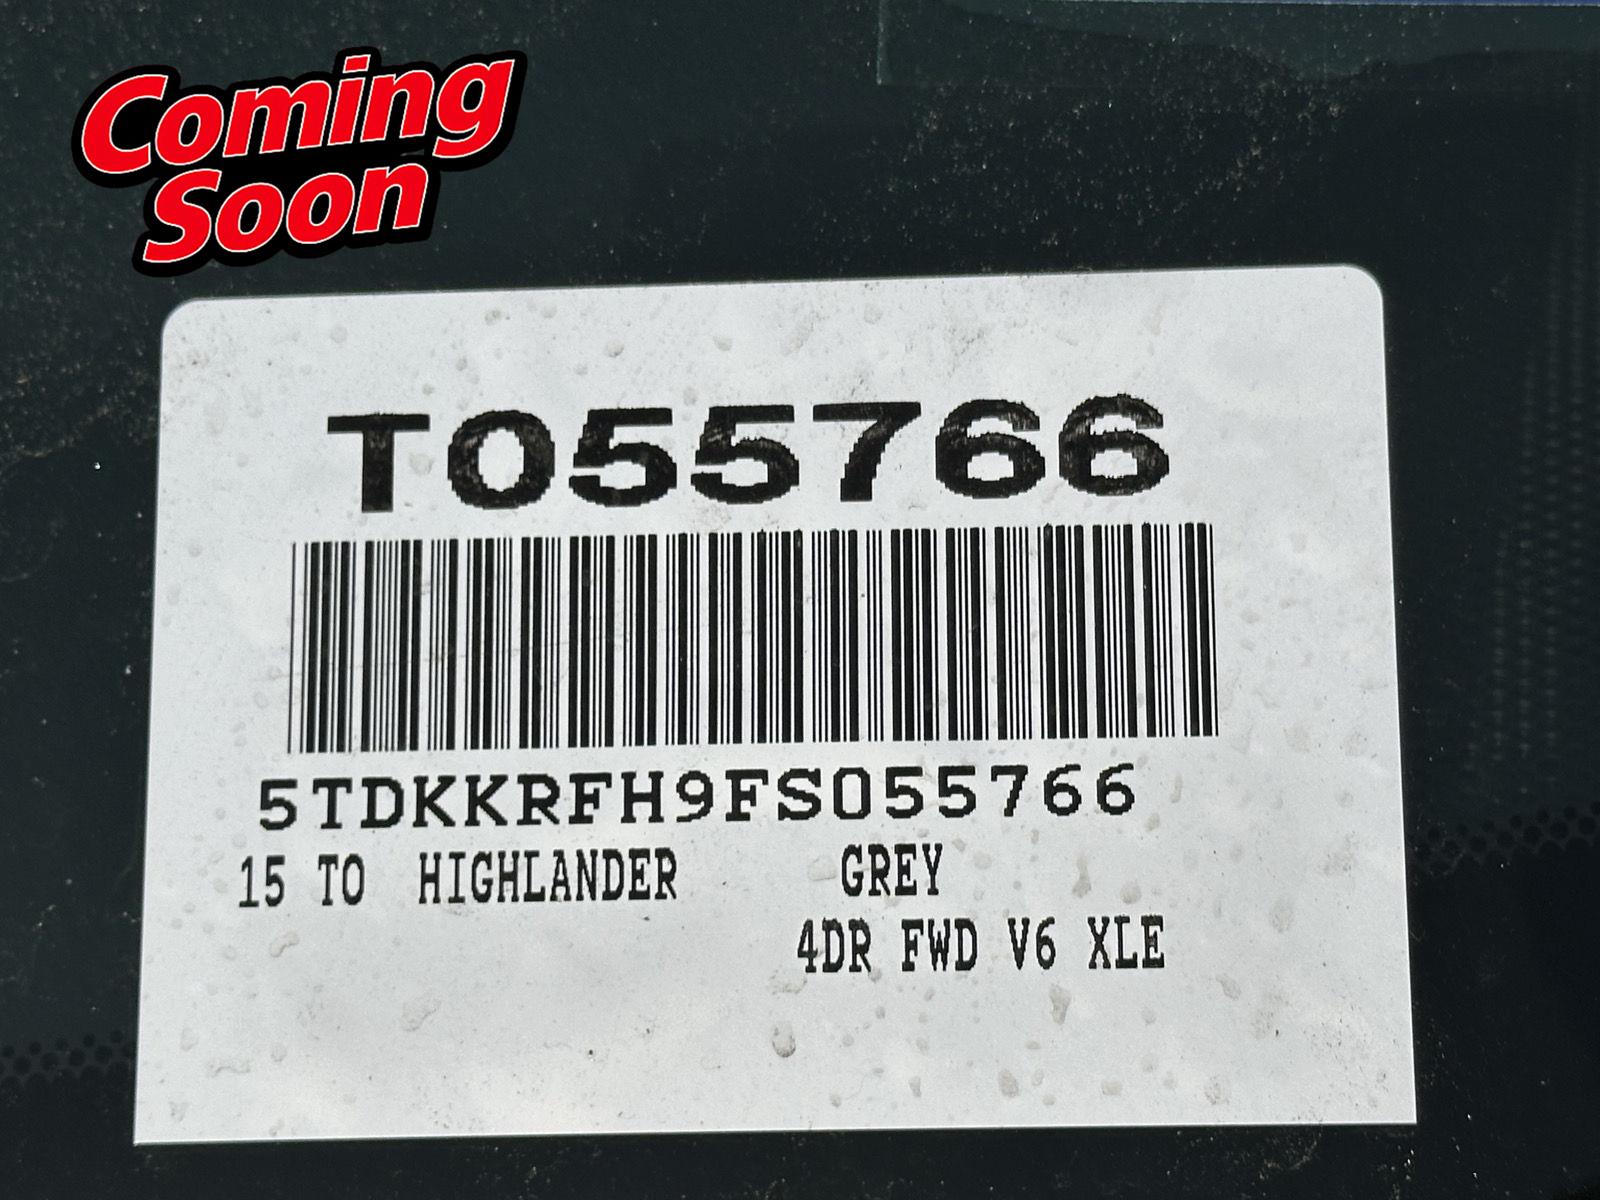 Coming
Soon
T055766
5TDKKRFH9FS055766
15 TO HIGHLANDER GREY
4DR FWD V6 XLE